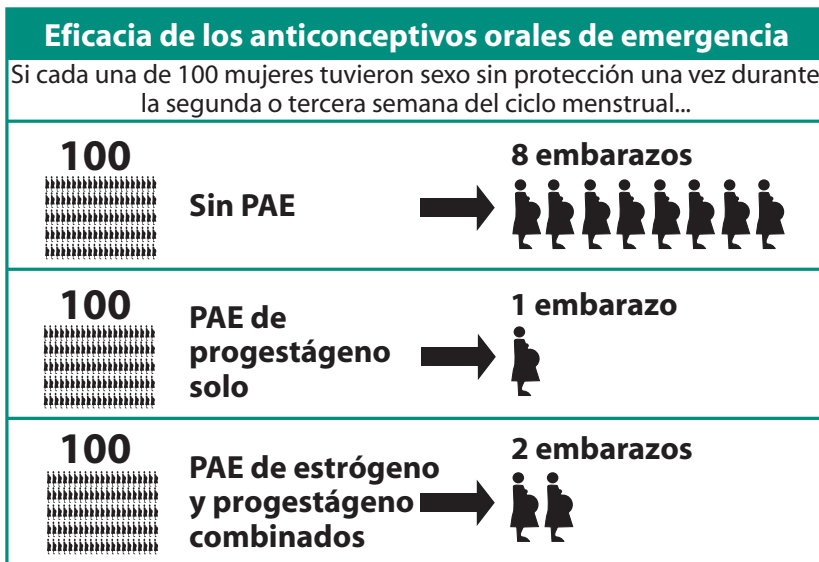 Eficacia de los anticonceptivos orales de emergencia
Si cada una de 100 mujeres tuvieron sexo sin protección una vez durante
la segunda o tercera semana del ciclo menstrual...
100
Sin PAE
8 embarazos
100
PAE de
progestágeno
solo
1 embarazo
100
PAE de estrógeno
y progestágeno
combinados
2 embarazos